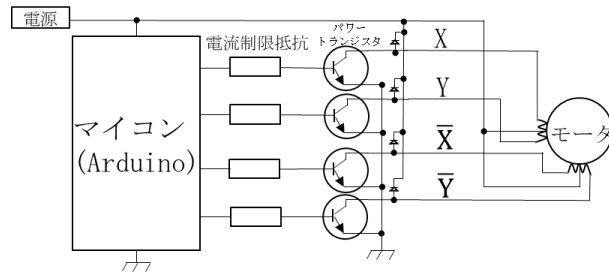 電源
電流制限抵抗
パワー
トランジスタ
X
Y
マイコン
(Arduino)
X̅
Y̅
モータ